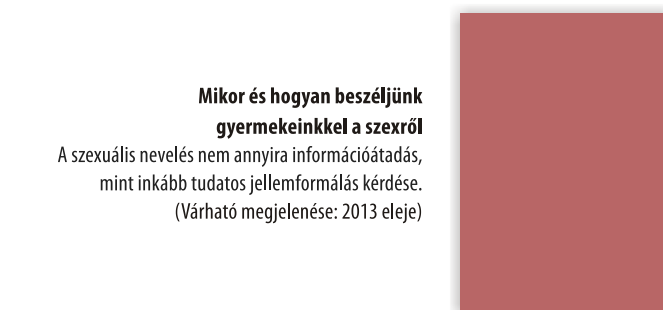 Mikor és hogyan beszéljünk
gyermekeinkkel a szexről
A szexuális nevelés nem annyira információátadás,
mint inkább tudatos jellemformálás kérdése.
(Várható megjelenése: 2013 eleje)